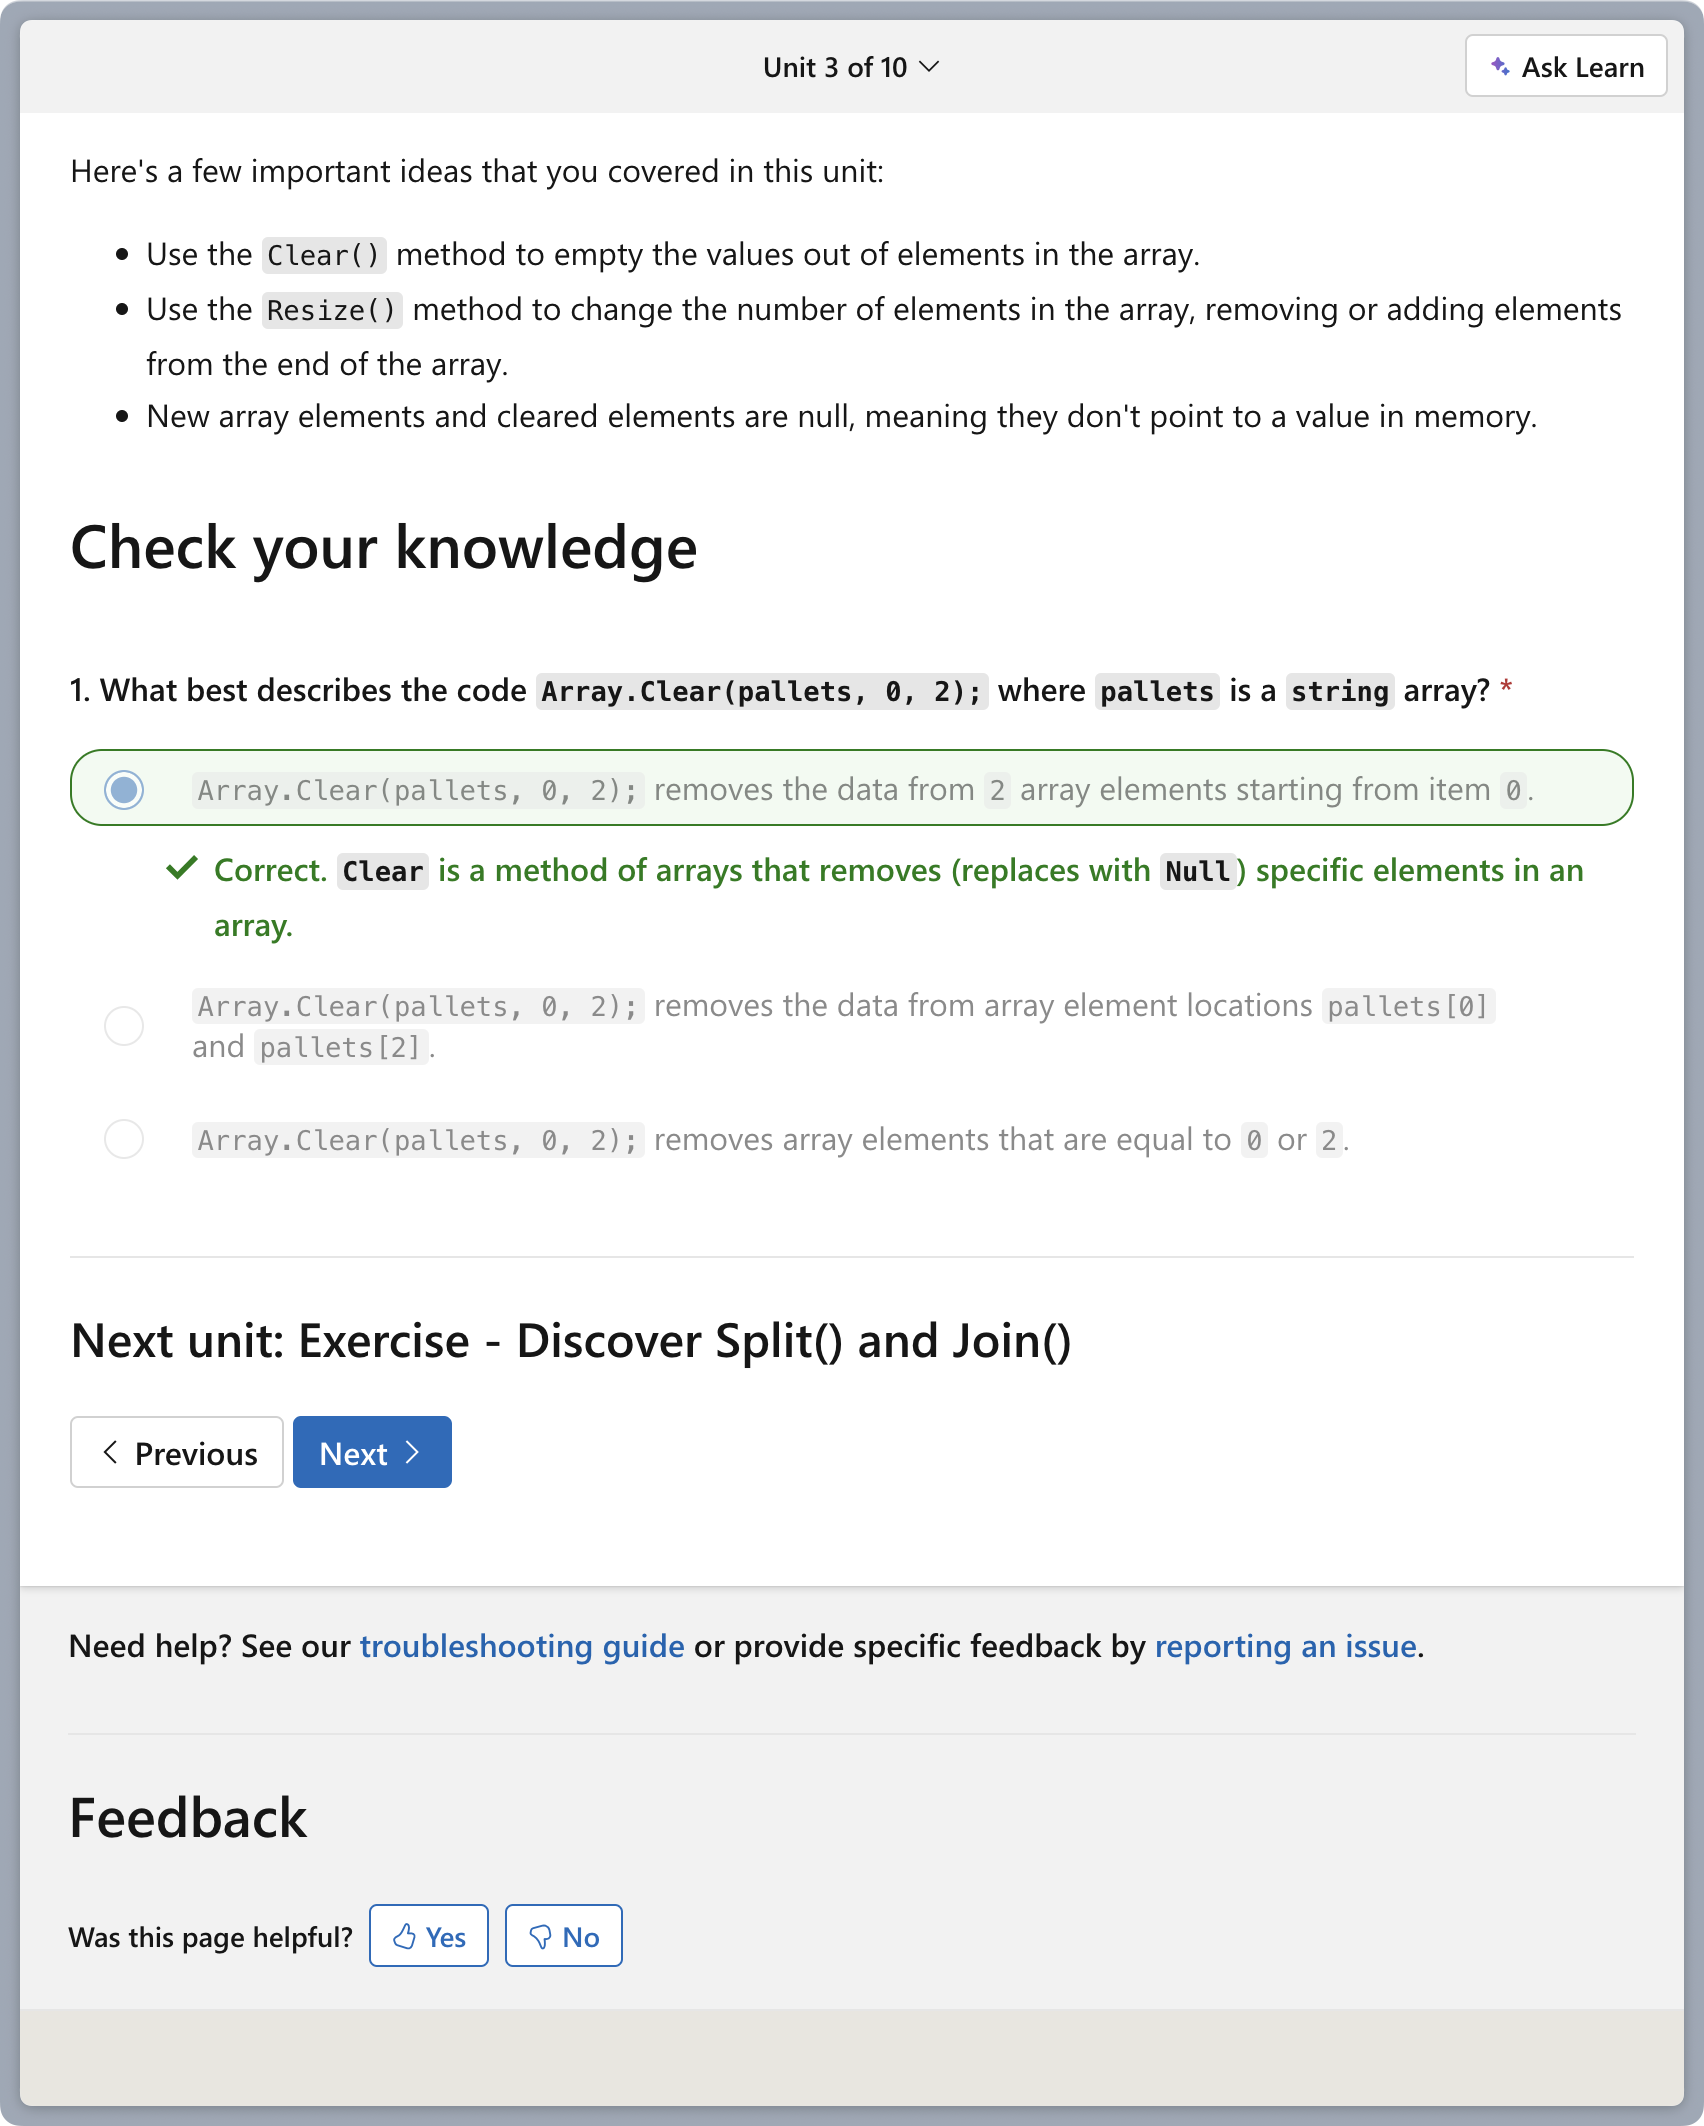 Unit 3 of 10
Ask Learn
Here's a few important ideas that you covered in this unit:
Use the Clear() method to empty the values out of elements in the array.
Use the Resize() method to change the number of elements in the array, removing or adding elements
from the end of the array.
New array elements and cleared elements are null, meaning they don't point to a value in memory.
Check your knowledge
1. What best describes the code Array.Clear(pallets, 0, 2); where pallets is a string array? *
Array.Clear(pallets, 0, 2); removes the data from 2 array elements starting from item 0.
Correct. Clear is a method of arrays that removes (replaces with Null) specific elements in an
array.
Array.Clear(pallets, 0, 2); removes the data from array element locations pallets[0]
and pallets[2].
Array.Clear(pallets, 0, 2); removes array elements that are equal to 0 or 2.
Next unit: Exercise - Discover Split() and Join()
Previous Next
Need help? See our troubleshooting guide or provide specific feedback by reporting an issue.
Feedback
Was this page helpful? Yes No